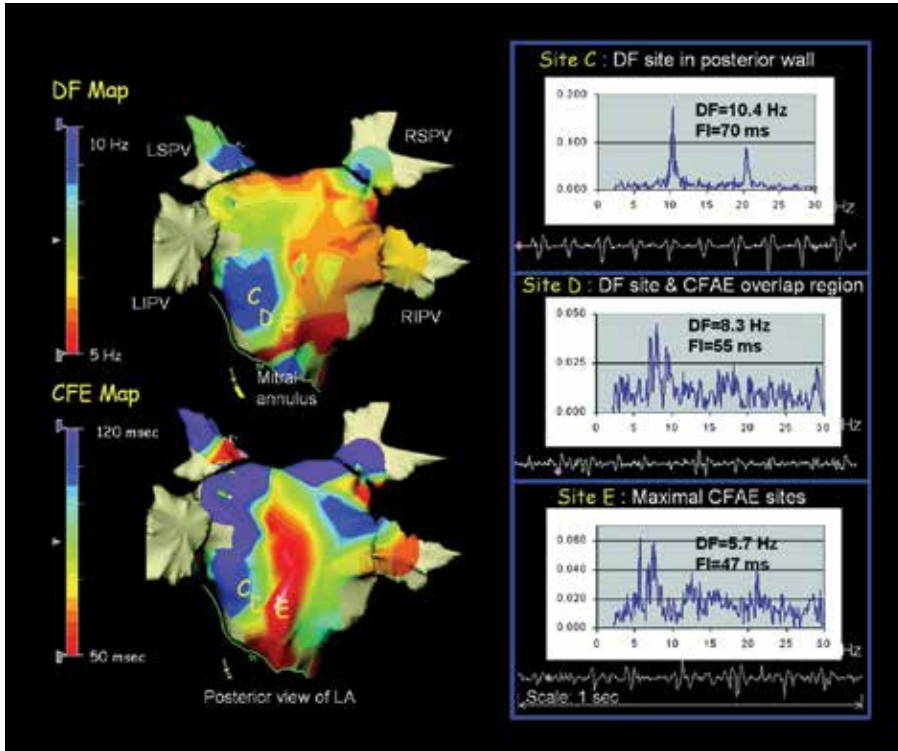 DF Map
10 Hz
LSPV
RSPV
LIPV
RIPV
C
D E
5 Hz
Mitral
annulus
CFE Map
120 msec
C
D E
50 msec
Posterior view of LA
Site C : DF site in posterior wall
DF=10.4 Hz
FI=70 ms
0.200
0.100
0.000
0 5 10 15 20 25 30
Hz
Site D : DF site & CFAE overlap region
DF=8.3 Hz
FI=55 ms
0.050
0.025
0.000
0 5 10 15 20 25 30
Hz
Site E : Maximal CFAE sites
DF=5.7 Hz
FI=47 ms
0.060
0.040
0.020
0.000
0 5 10 15 20 25 30
Hz
Scale: 1 sec